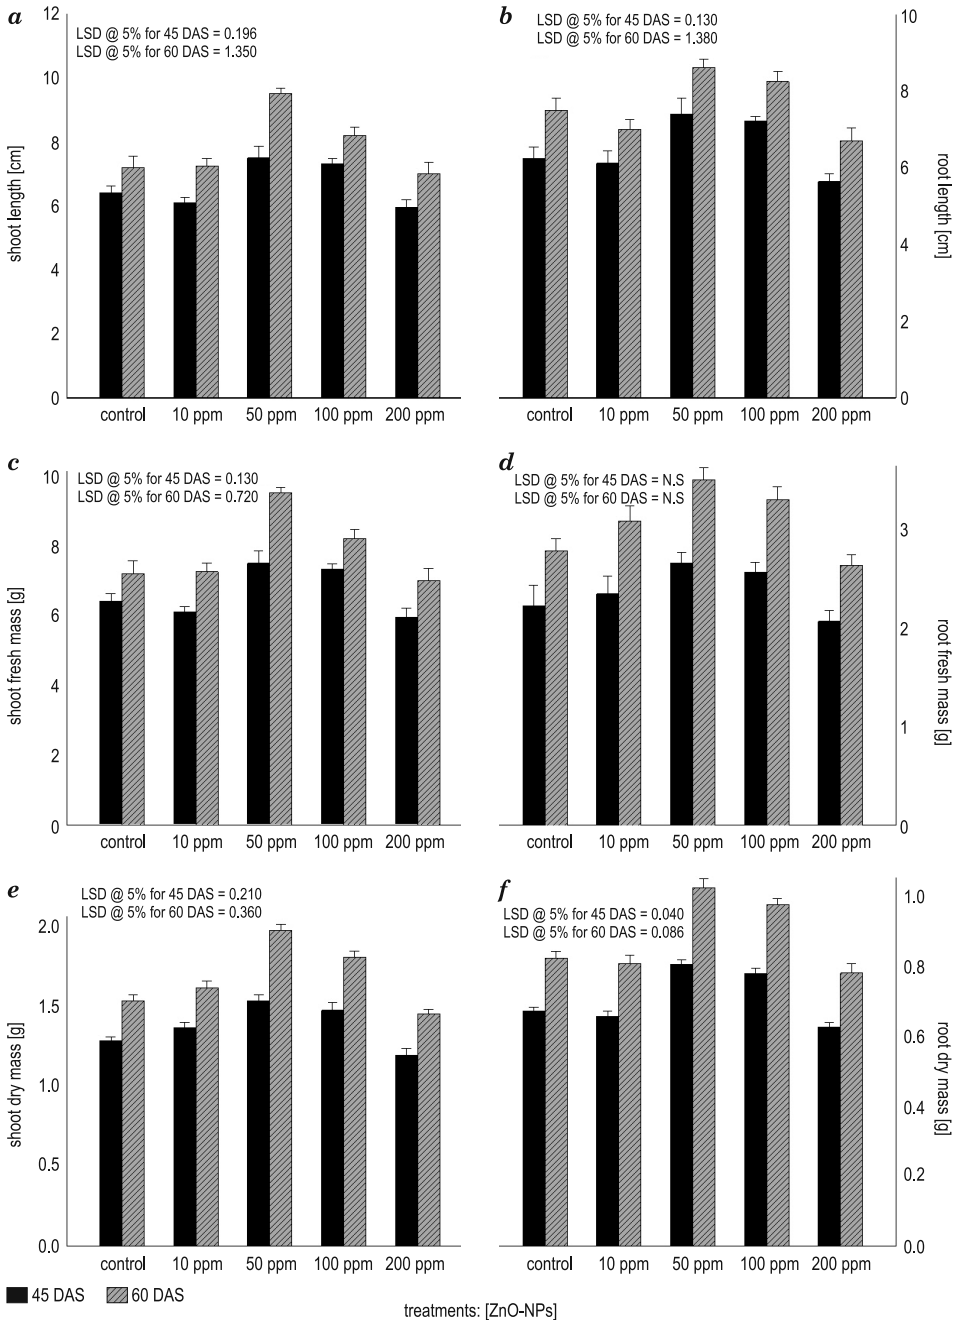 a
LSD @ 5% for 45 DAS = 0.196
LSD @ 5% for 60 DAS = 1.350
12
10
8
6
4
2
0
shoot length [cm]
control 10 ppm 50 ppm 100 ppm 200 ppm
b
LSD @ 5% for 45 DAS = 0.130
LSD @ 5% for 60 DAS = 1.380
10
8
6
4
2
0
root length [cm]
control 10 ppm 50 ppm 100 ppm 200 ppm
c
LSD @ 5% for 45 DAS = 0.130
LSD @ 5% for 60 DAS = 0.720
10
8
6
4
2
0
shoot fresh mass [g]
control 10 ppm 50 ppm 100 ppm 200 ppm
d
LSD @ 5% for 45 DAS = N.S
LSD @ 5% for 60 DAS = N.S
3
2
1
0
root fresh mass [g]
control 10 ppm 50 ppm 100 ppm 200 ppm
e
LSD @ 5% for 45 DAS = 0.210
LSD @ 5% for 60 DAS = 0.360
2.0
1.5
1.0
0.5
0.0
shoot dry mass [g]
control 10 ppm 50 ppm 100 ppm 200 ppm
f
LSD @ 5% for 45 DAS = 0.040
LSD @ 5% for 60 DAS = 0.086
1.0
0.8
0.6
0.4
0.2
0.0
root dry mass [g]
control 10 ppm 50 ppm 100 ppm 200 ppm
45 DAS 60 DAS
treatments: [ZnO-NPs]